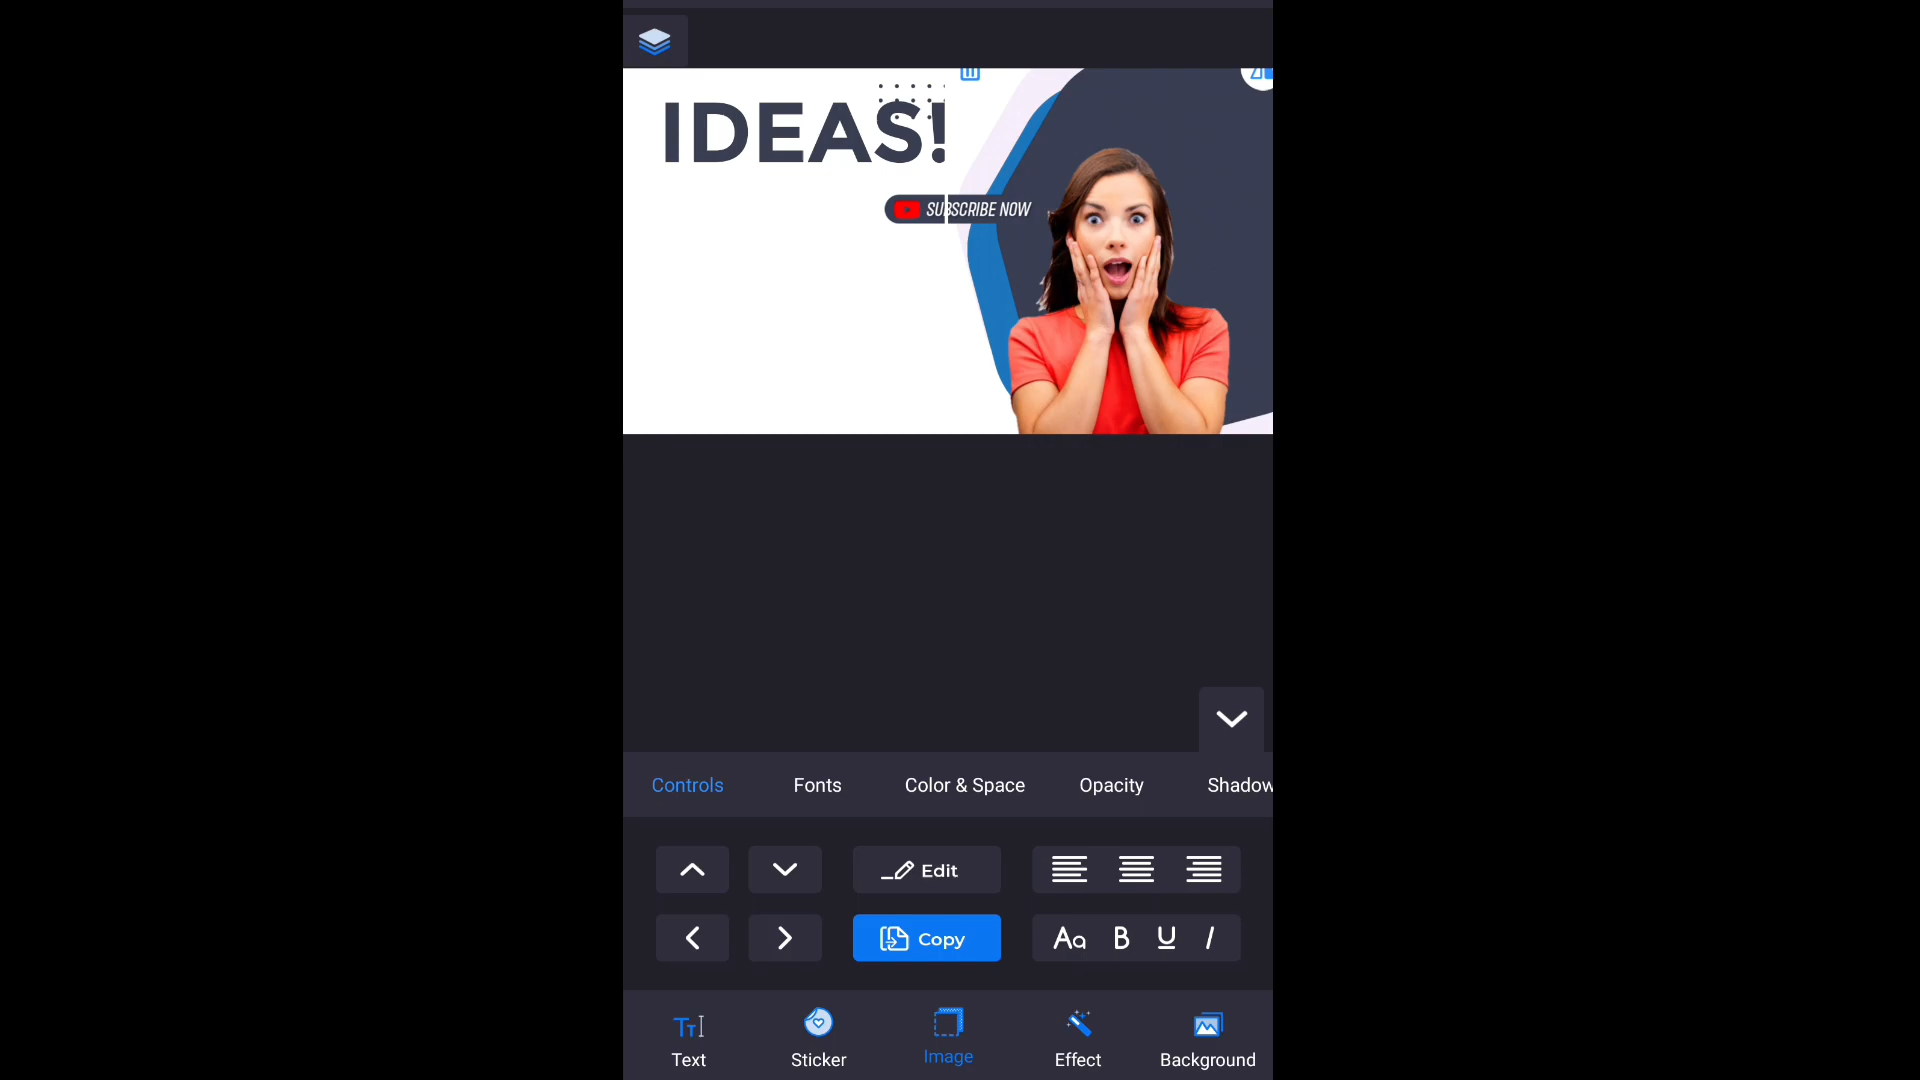 IDEAS!
SUBSCRIBE NOW
Controls Fonts Color & Space Opacity Shadow
Edit
Copy Aa B U I
Text Sticker Image Effect Background